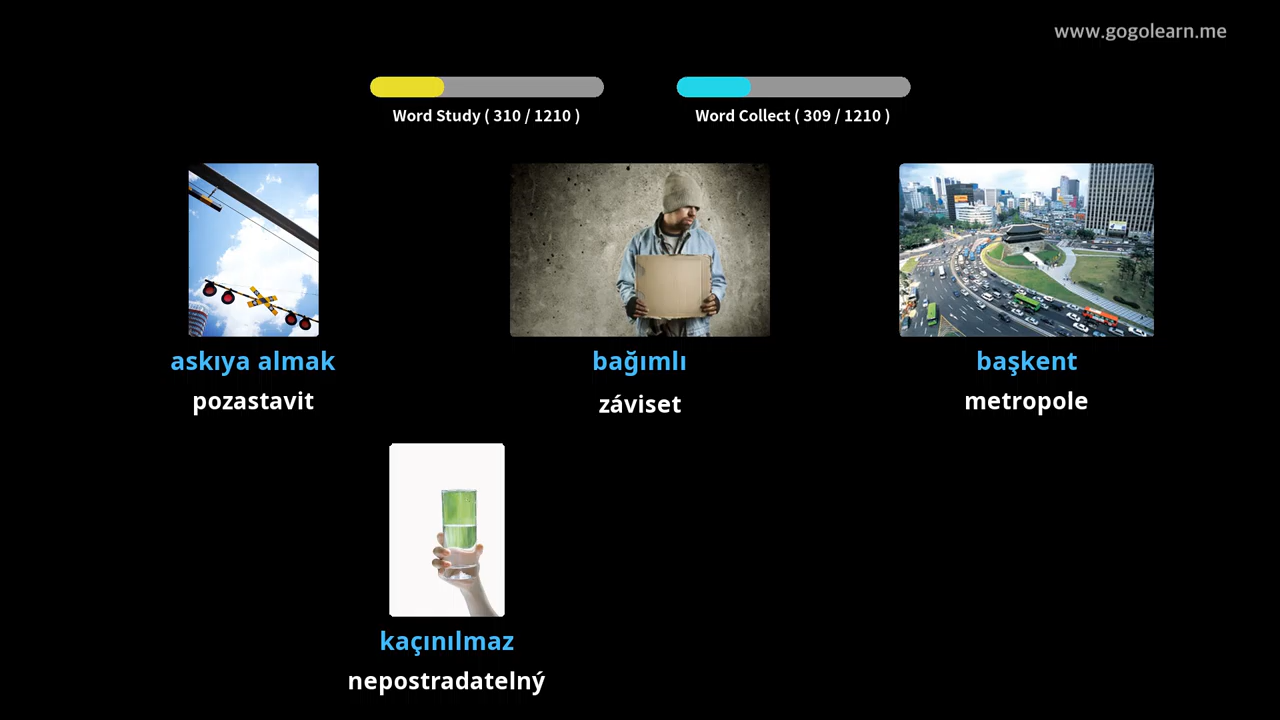 www.gogolearn.me
Word Study ( 310 / 1210 )
Word Collect ( 309 / 1210 )
askıya almak
pozastavit
bağımlı
záviset
başkent
metropole
kaçınılmaz
nepostradatelný